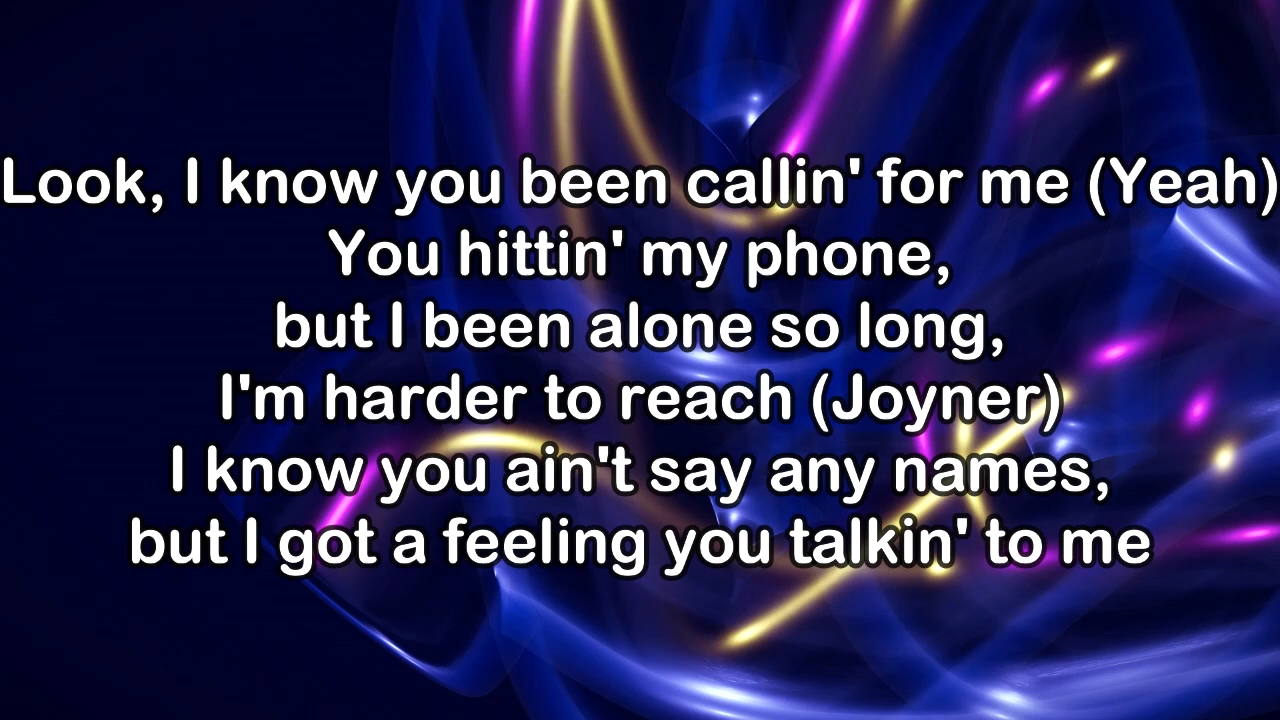 Look, I know you been callin' for me (Yeah)
You hittin' my phone,
but I been alone so long,
I'm harder to reach (Joyner)
I know you ain't say any names,
but I got a feeling you talkin' to me